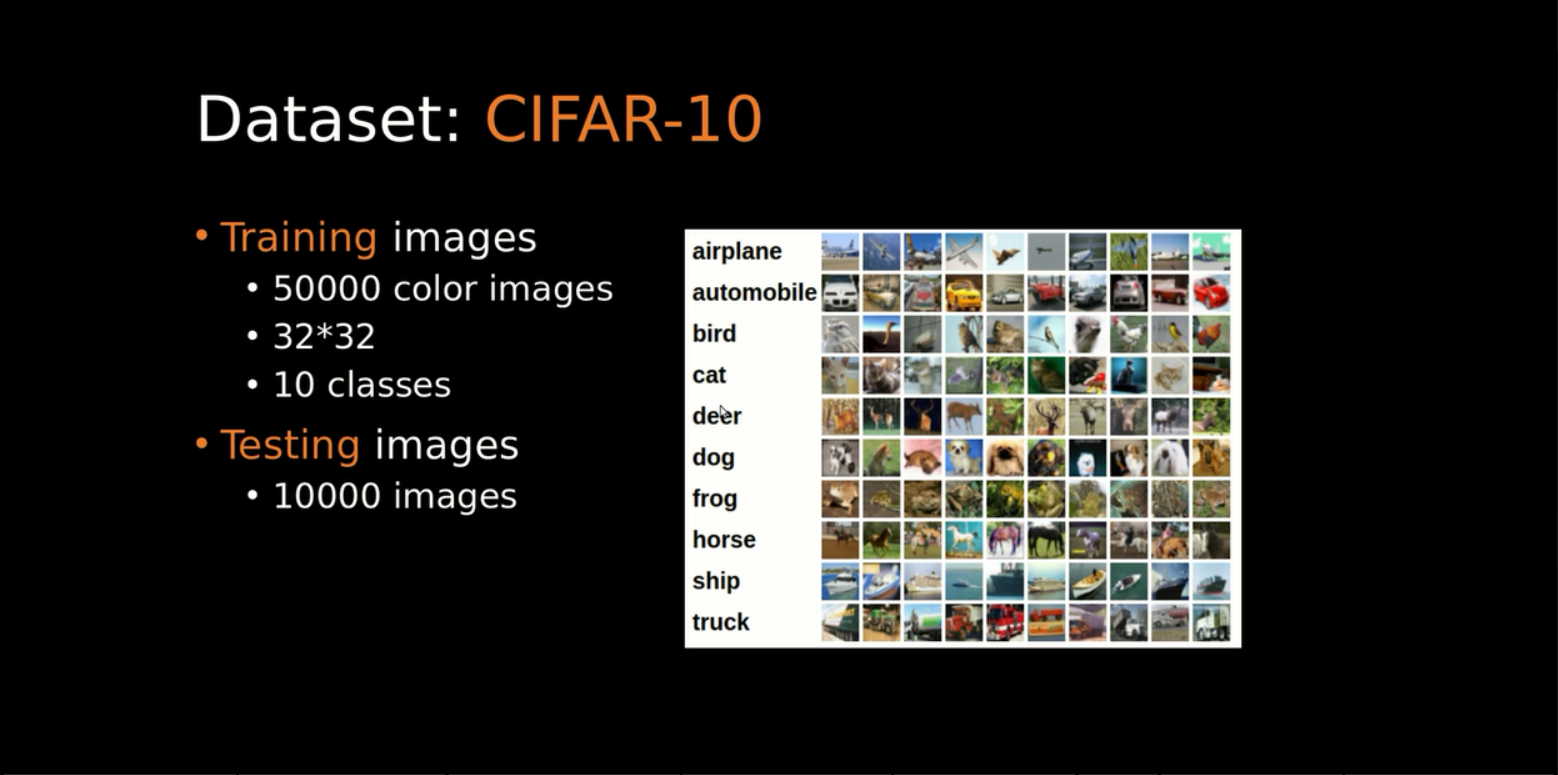 Dataset: CIFAR-10
• Training images
• 50000 color images
• 32*32
• 10 classes
• Testing images
• 10000 images
airplane
automobile
bird
cat
deer
dog
frog
horse
ship
truck